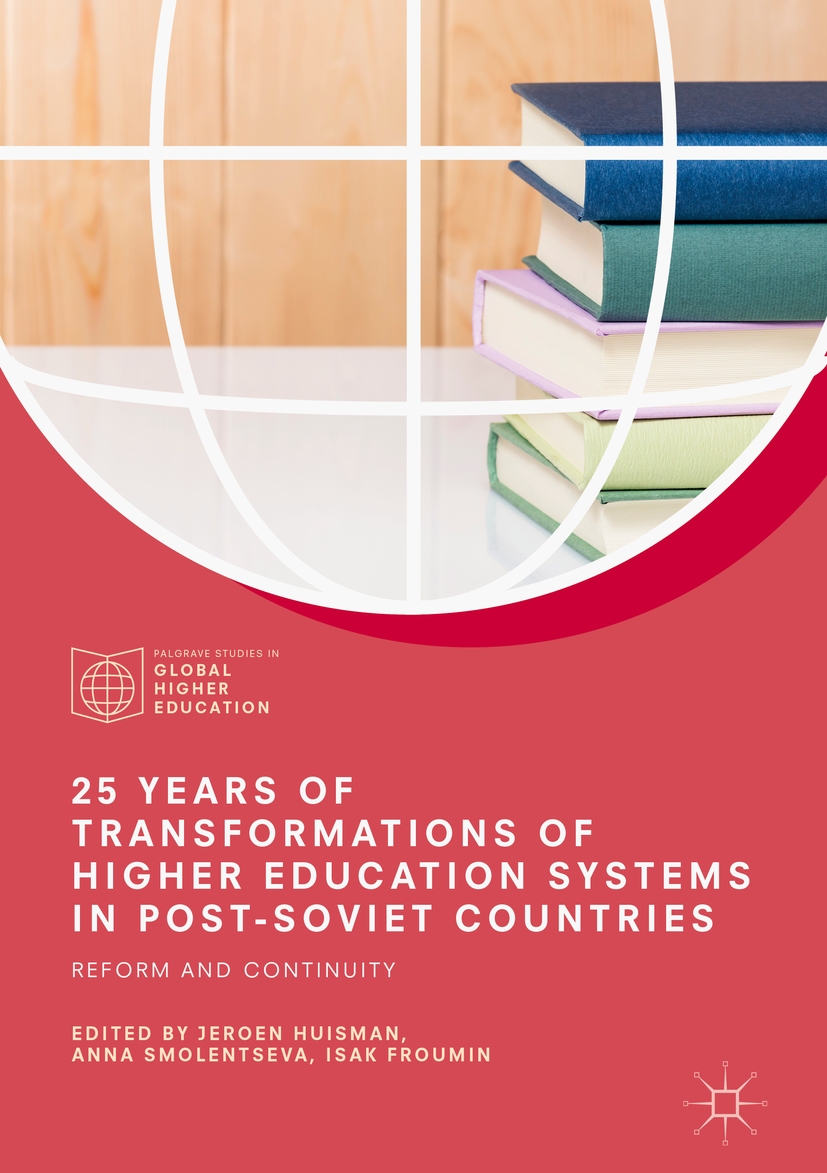 PALGRAVE STUDIES IN
GLOBAL
HIGHER
EDUCATION
25 YEARS OF
TRANSFORMATIONS OF
HIGHER EDUCATION SYSTEMS
IN POST-SOVIET COUNTRIES
REFORM AND CONTINUITY
EDITED BY JEROEN HUISMAN,
ANNA SMOLENTSEVA, ISAK FROUMIN